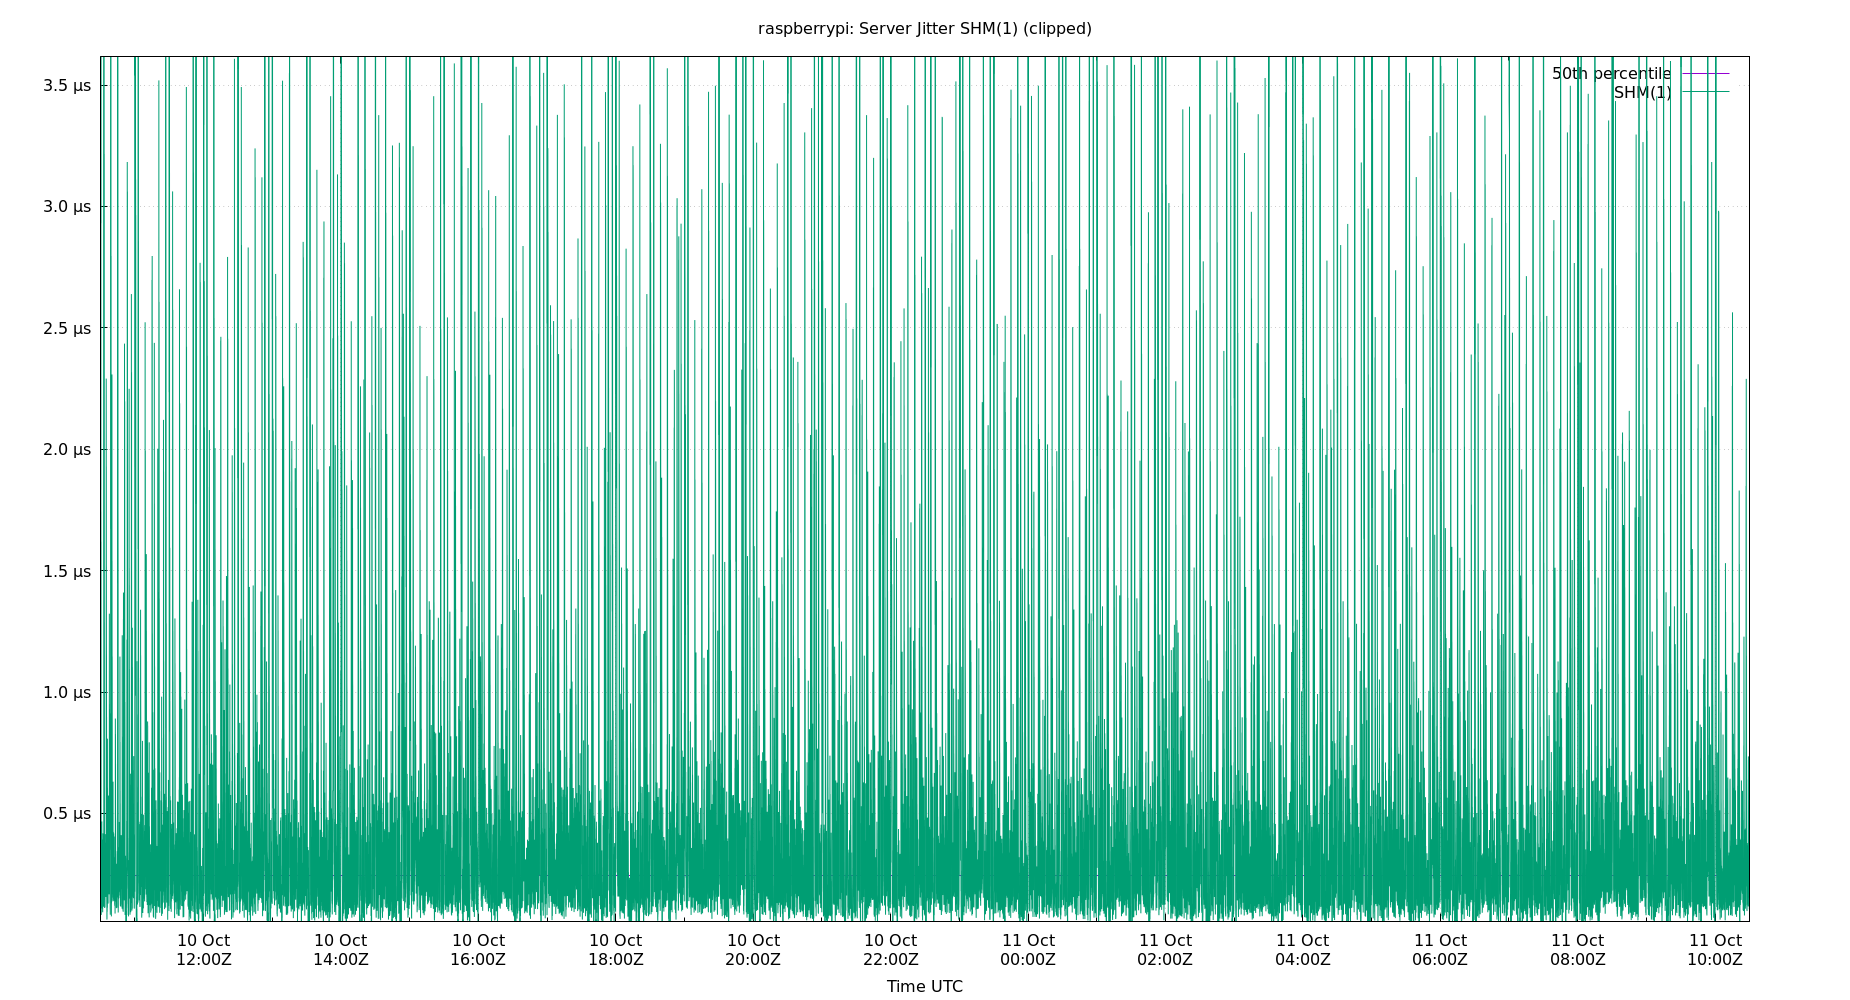 raspberrypi: Server Jitter SHM(1) (clipped)
50th percentile
SHM(1)
3.5 µs
3.0 µs
2.5 µs
2.0 µs
1.5 µs
1.0 µs
0.5 µs
10 Oct 10 Oct 10 Oct 10 Oct 10 Oct 10 Oct 11 Oct 11 Oct 11 Oct 11 Oct 11 Oct 11 Oct
12:00Z 14:00Z 16:00Z 18:00Z 20:00Z 22:00Z 00:00Z 02:00Z 04:00Z 06:00Z 08:00Z 10:00Z
Time UTC